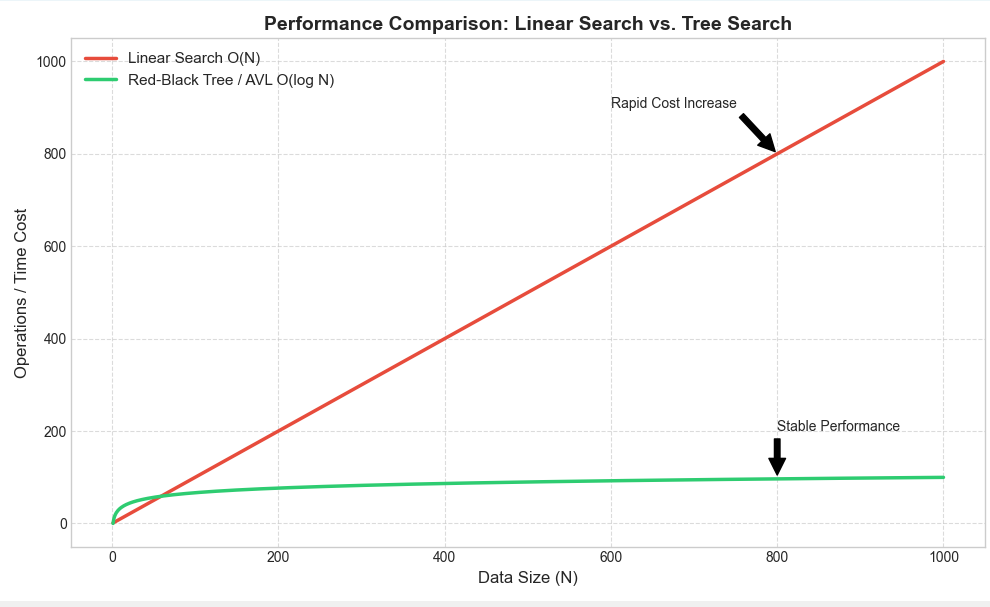 Performance Comparison: Linear Search vs. Tree Search
Linear Search O(N)
Red-Black Tree / AVL O(log N)
Rapid Cost Increase
Stable Performance
Operations / Time Cost
1000
800
600
400
200
0
0 200 400 600 800 1000
Data Size (N)